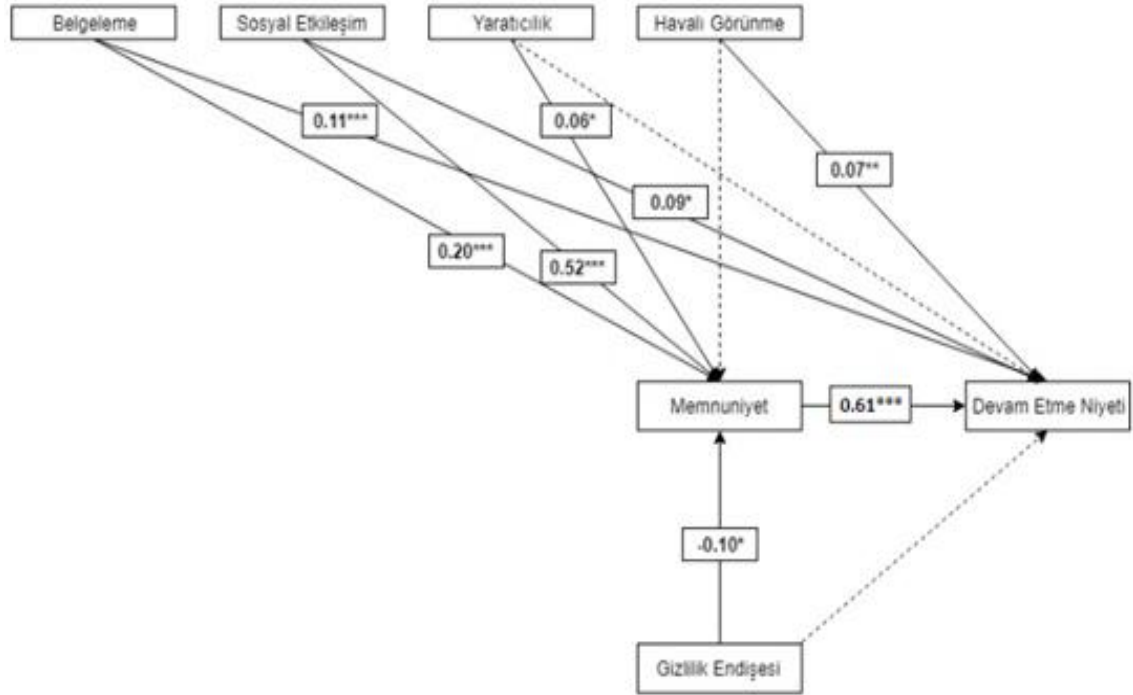 Belgeleme
Sosyal Etkileşim
Yaratıcılık
Havalı Görünme
0.11***
0.06*
0.07**
0.09*
0.20***
0.52***
Memnuniyet
0.61***
Devam Etme Niyeti
-0.10*
Gizlilik Endişesi